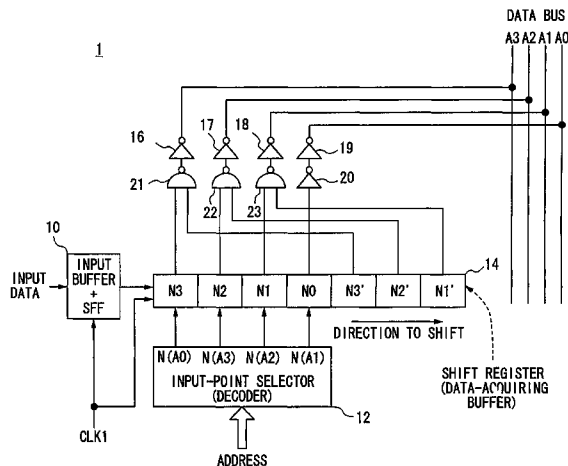 DATA BUS
1
A3 A2 A1 A0
16
17
18
19
21
22
23
20
10
INPUT DATA
INPUT BUFFER + SFF
14
N3 N2 N1 N0 N3' N2' N1'
DIRECTION TO SHIFT
N(A0) N(A3) N(A2) N(A1)
INPUT-POINT SELECTOR
(DECODER)
12
SHIFT REGISTER
(DATA-ACQUIRING
BUFFER)
CLK1
ADDRESS